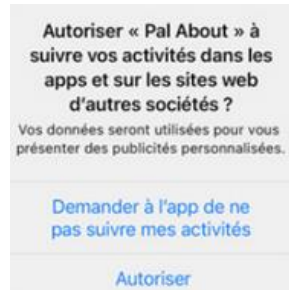 Autoriser « Pal About » à
suivre vos activités dans les
apps et sur les sites web
d'autres sociétés ?
Vos données seront utilisées pour vous
présenter des publicités personnalisées.
Demander à l'app de ne
pas suivre mes activités
Autoriser